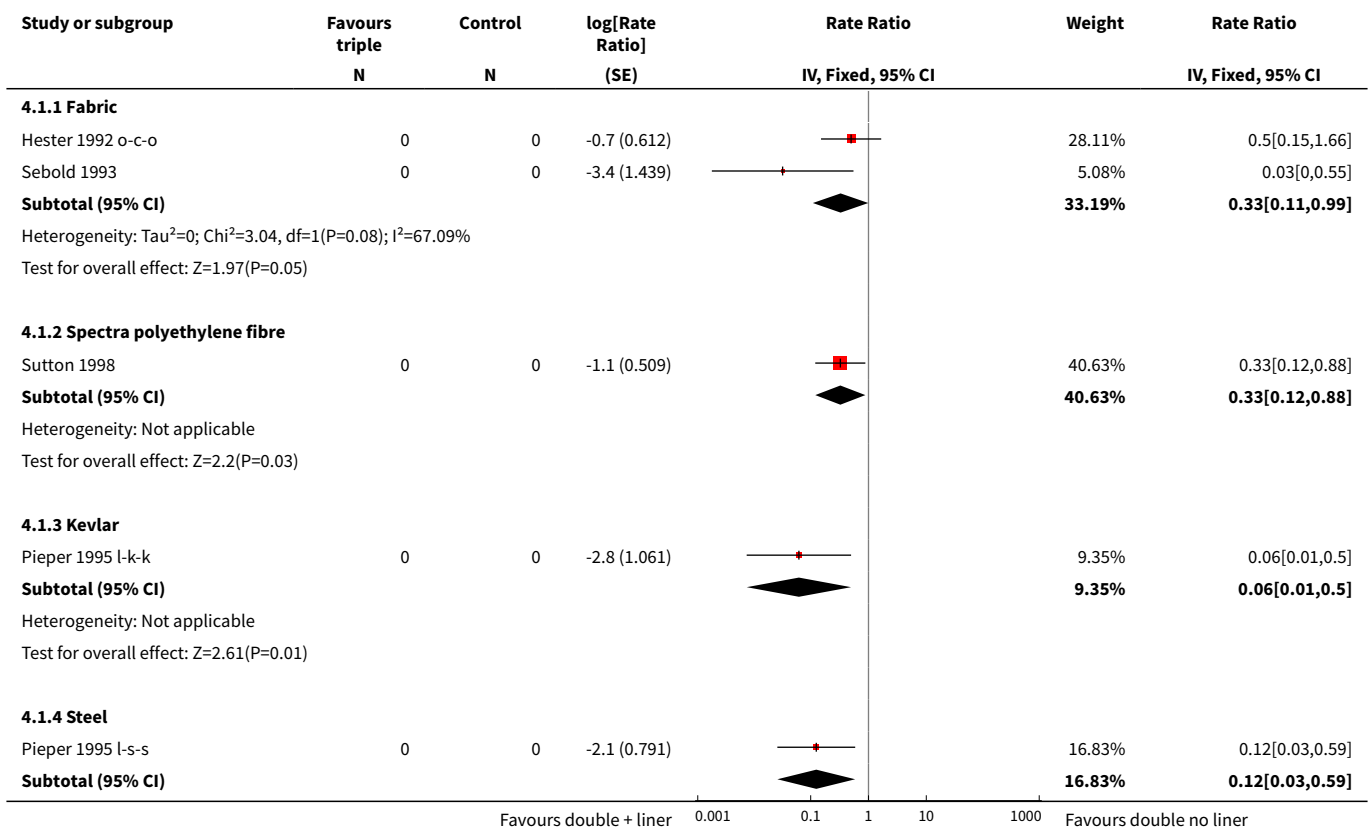 Study or subgroup Favours triple Control log[Rate Ratio] Rate Ratio Weight Rate Ratio
N N (SE) IV, Fixed, 95% CI IV, Fixed, 95% CI
4.1.1 Fabric
Hester 1992 o-c-o 0 0 -0.7 (0.612) 28.11% 0.5[0.15,1.66]
Sebold 1993 0 0 -3.4 (1.439) 5.08% 0.03[0,0.55]
Subtotal (95% CI) 33.19% 0.33[0.11,0.99]
Heterogeneity: Tau²=0; Chi²=3.04, df=1(P=0.08); I²=67.09%
Test for overall effect: Z=1.97(P=0.05)
4.1.2 Spectra polyethylene fibre
Sutton 1998 0 0 -1.1 (0.509) 40.63% 0.33[0.12,0.88]
Subtotal (95% CI) 40.63% 0.33[0.12,0.88]
Heterogeneity: Not applicable
Test for overall effect: Z=2.2(P=0.03)
4.1.3 Kevlar
Pieper 1995 l-k-k 0 0 -2.8 (1.061) 9.35% 0.06[0.01,0.5]
Subtotal (95% CI) 9.35% 0.06[0.01,0.5]
Heterogeneity: Not applicable
Test for overall effect: Z=2.61(P=0.01)
4.1.4 Steel
Pieper 1995 l-s-s 0 0 -2.1 (0.791) 16.83% 0.12[0.03,0.59]
Subtotal (95% CI) 16.83% 0.12[0.03,0.59]
Favours double + liner 0.001 0.1 1 10 1000 Favours double no liner